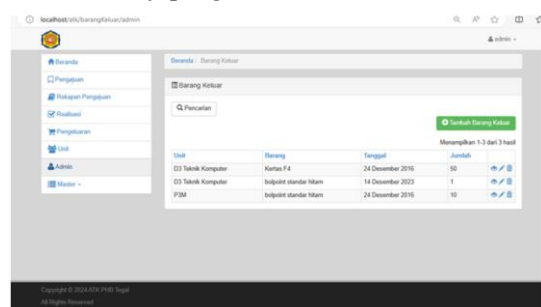 localhost/atk/barangKeluar/admin
admin
Beranda
Pengajuan
Rekapan Pengajuan
Realisasi
Pengeluaran
Unit
Admin
Master
Beranda / Barang Keluar
Barang Keluar
Pencarian
Tambah Barang Keluar
Menampilkan 1-3 dari 3 hasil
Unit Barang Tanggal Jumlah
D3 Teknik Komputer Kertas F4 24 Desember 2016 50
D3 Teknik Komputer bolpoint standar hitam 14 Desember 2023 1
P3M bolpoint standar hitam 24 Desember 2016 10
Copyright © 2023 ATK PHB Tegal
All Rights Reserved